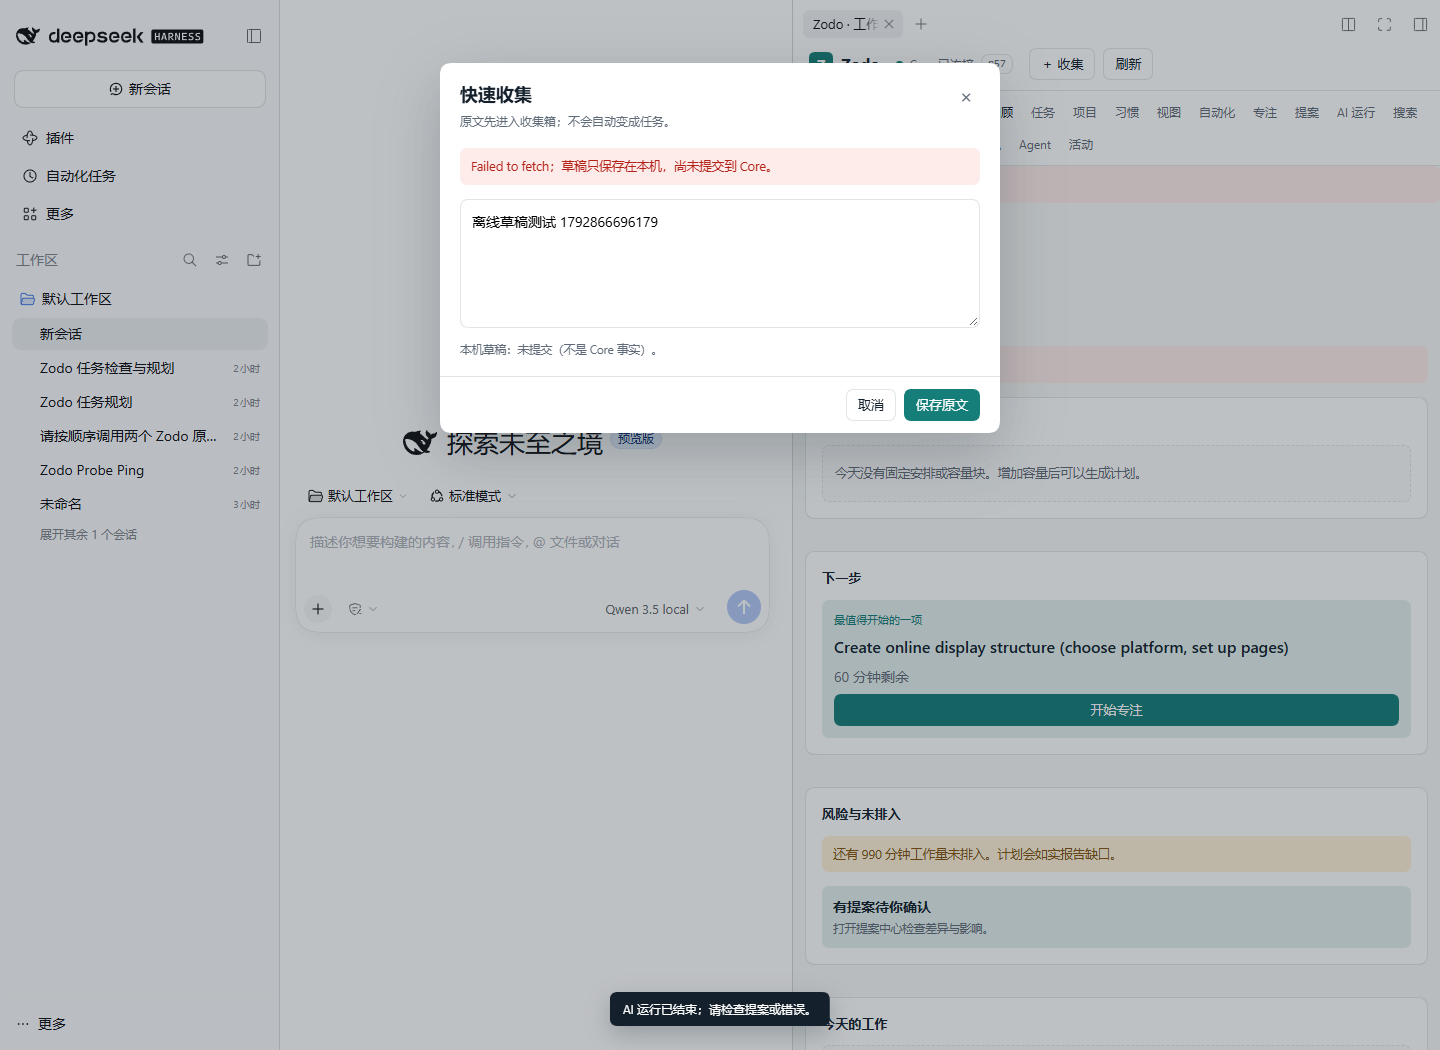 deepseek HARNESS
新会话
插件
自动化任务
更多
工作区
默认工作区
新会话
Zodo 任务检查与规划 2 小时
Zodo 任务规划 2 小时
请按顺序调用两个 Zodo 原... 2 小时
Zodo Probe Ping 2 小时
未命名 3 小时
展开其余 1 个会话
更多
快速收集
原文先进入收集箱；不会自动变成任务。
Failed to fetch；草稿只保存在本机，尚未提交到 Core。
离线草稿测试 1792866696179
本机草稿：未提交（不是 Core 事实）。
取消 保存原文
探索未至之境 预览版
默认工作区 标准模式
描述你想要构建的内容, / 调用指令, @ 文件或对话
Qwen 3.5 local
Zodo · 工作
＋ 收集 刷新
顾 任务 项目 习惯 视图 自动化 专注 提案 AI 运行 搜索
Agent 活动
今天没有固定安排或容量块。增加容量后可以生成计划。
下一步
最值得开始的一项
Create online display structure (choose platform, set up pages)
60 分钟剩余
开始专注
风险与未排入
还有 990 分钟工作量未排入。计划会如实报告缺口。
有提案待你确认
打开提案中心检查差异与影响。
今天的工作
AI 运行已结束；请检查提案或错误。